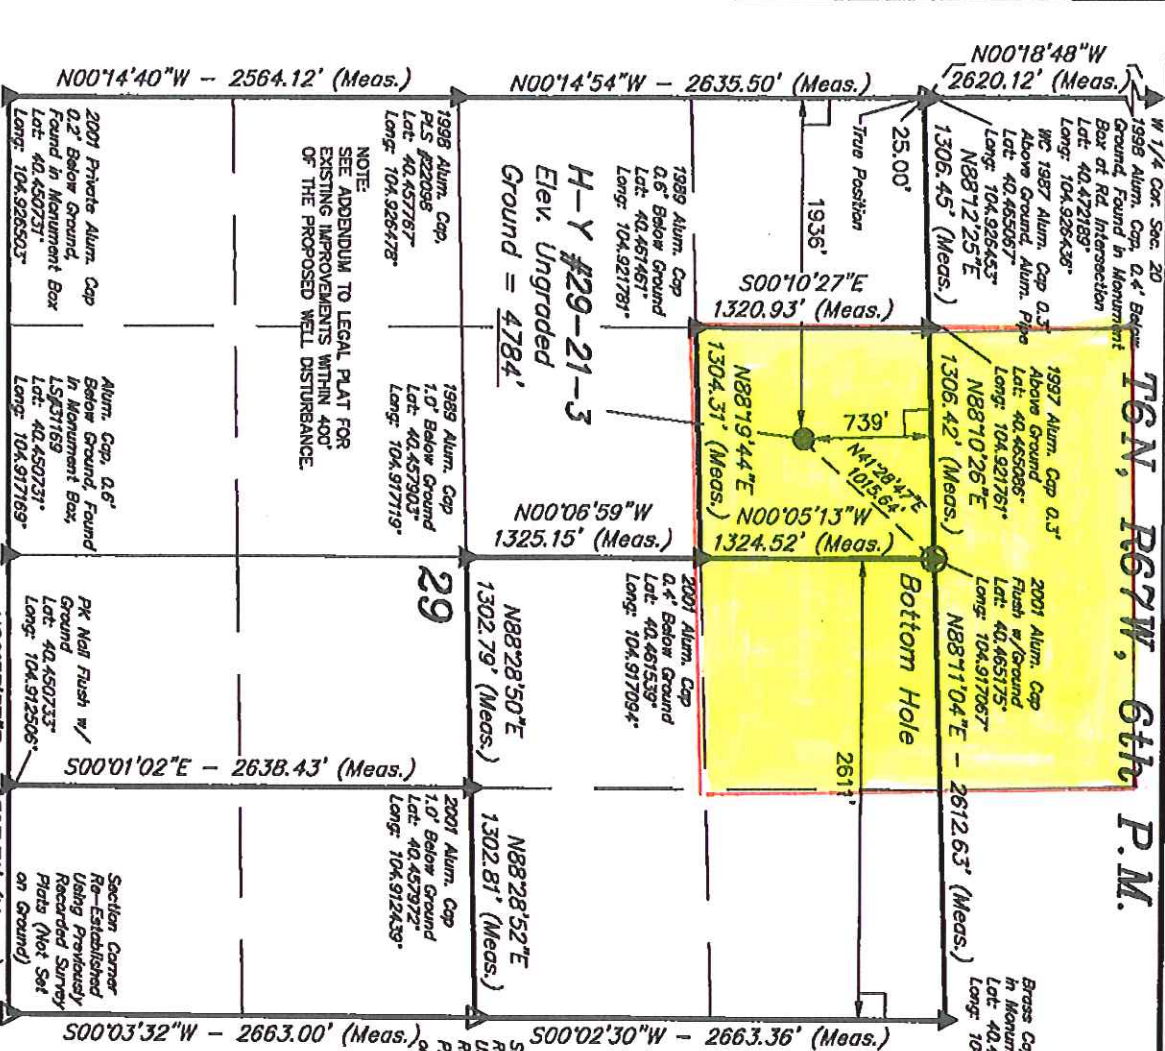 T6N, R67W, 6th P.M.
W 1/4 Cor. Sec. 20
1998 Alum. Cap, 0.4' Below
Ground, Found in Monument
Box at Rd. Intersection
Lat: 40.472189°
Long: 104.926436°
N00°18'48"W
2620.12' (Meas.)
WC 1987 Alum. Cap 0.3'
Above Ground, Alum. Pipe
Lat: 40.465067°
Long: 104.926453°
N88°12'25"E
1306.45' (Meas.)
25.00'
True Position
1997 Alum. Cap 0.3'
Above Ground
Lat: 40.465086°
Long: 104.921761°
N88°10'26"E
1306.42' (Meas.)
2001 Alum. Cap
Flush w/Ground
Lat: 40.465175°
Long: 104.917067°
N88°11'04"E - 2612.63' (Meas.)
Bottom Hole
Brass Ca
in Monum
Lat: 40.4
N00°14'54"W - 2635.50' (Meas.)
1936'
S00°10'27"E
1320.93' (Meas.)
739'
N41°28'47"E
1015.64'
N00°05'13"W
1324.52' (Meas.)
2611'
N88°19'44"E
1304.31' (Meas.)
1989 Alum. Cap
0.6' Below Ground
Lat: 40.461461°
Long: 104.921781°
2001 Alum. Cap
0.4' Below Ground
Lat: 40.461539°
Long: 104.917094°
H-Y #29-21-3
Elev. Ungraded
Ground = 4784'
N00°06'59"W
1325.15' (Meas.)
N88°28'50"E
1302.79' (Meas.)
N88°28'52"E
1302.81' (Meas.)
29
1998 Alum. Cap,
PLS #22098
Lat: 40.457767°
Long: 104.926478°
1989 Alum. Cap
1.0' Below Ground
Lat: 40.457903°
Long: 104.917119°
2001 Alum. Cap
1.0' Below Ground
Lat: 40.457972°
Long: 104.912439°
NOTE:
SEE ADDENDUM TO LEGAL PLAT FOR
EXISTING IMPROVEMENTS WITHIN 400'
OF THE PROPOSED WELL DISTURBANCE.
N00°14'40"W - 2564.12' (Meas.)
S00°01'02"E - 2638.43' (Meas.)
S00°03'32"W - 2663.00' (Meas.)
S00°02'30"W - 2663.36' (Meas.)
2001 Private Alum. Cap
0.2' Below Ground,
Found in Monument Box
Lat: 40.450731°
Long: 104.926503°
Alum. Cap, 0.6'
Below Ground, Found
in Monument Box,
LS#31169
Lat: 40.450731°
Long: 104.917169°
PK Nail Flush w/
Ground
Lat: 40.450733°
Long: 104.912506°
Section Corner
Re-Established
Using Previously
Recorded Survey
Plats (Not Set
on Ground)